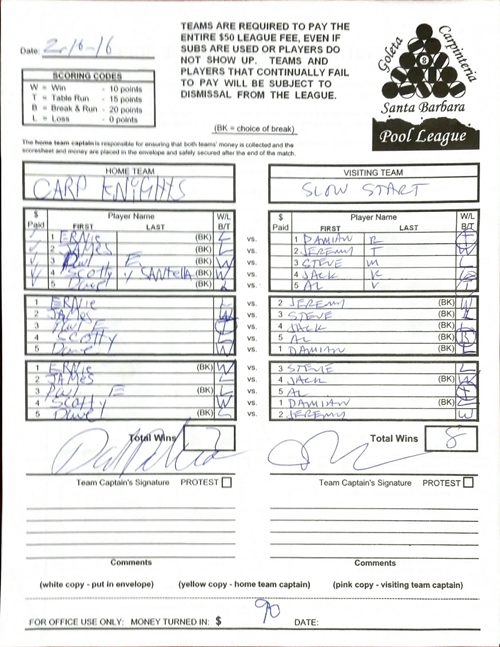 TEAMS ARE REQUIRED TO PAY THE
ENTIRE $50 LEAGUE FEE, EVEN IF
SUBS ARE USED OR PLAYERS DO
NOT SHOW UP. TEAMS AND
PLAYERS THAT CONTINUALLY FAIL
TO PAY WILL BE SUBJECT TO
DISMISSAL FROM THE LEAGUE.
Date: 2-16-16
SCORING CODES
W = Win - 10 points
T = Table Run - 15 points
B = Break & Run - 20 points
L = Loss - 0 points
(BK = choice of break)
Goleta
Carpinteria
8
Santa Barbara
Pool League
The home team captain is responsible for ensuring that both teams' money is collected and the
scoresheet and money are placed in the envelope and safely secured after the end of the match.
HOME TEAM VISITING TEAM
CARP KNIGHTS SLOW START
$ Paid Player Name FIRST LAST W/L B/T $ Paid Player Name FIRST LAST W/L B/T
1 ERNIE (BK) L vs. 1 DAMIAN R
2 JAMES (BK) L vs. 2 JEREMY T W
3 Paul E (BK) W vs. 3 STEVE M L
4 Scotty SANTELLA (BK) W vs. 4 JACK K L
5 Dave (BK) L vs. 5 AL V
1 ERNIE L vs. 2 JEREMY (BK) W
2 JAMES W vs. 3 STEVE (BK) L
3 Paul E vs. 4 JACK (BK) L
4 SCOTTY L vs. 5 AL (BK) B
5 Dave W vs. 1 DAMIAN (BK) L
1 ERNIE (BK) W vs. 3 STEVE L
2 JAMES L vs. 4 JACK (BK) W
3 Paul E (BK) L vs. 5 AL
4 Scotty W vs. 1 DAMIAN (BK) L
5 Dave (BK) L vs. 2 JEREMY W
Total Wins 7 Total Wins 8
Team Captain's Signature PROTEST Team Captain's Signature PROTEST
Comments Comments
(white copy - put in envelope) (yellow copy - home team captain) (pink copy - visiting team captain)
FOR OFFICE USE ONLY: MONEY TURNED IN: $ 90 DATE: